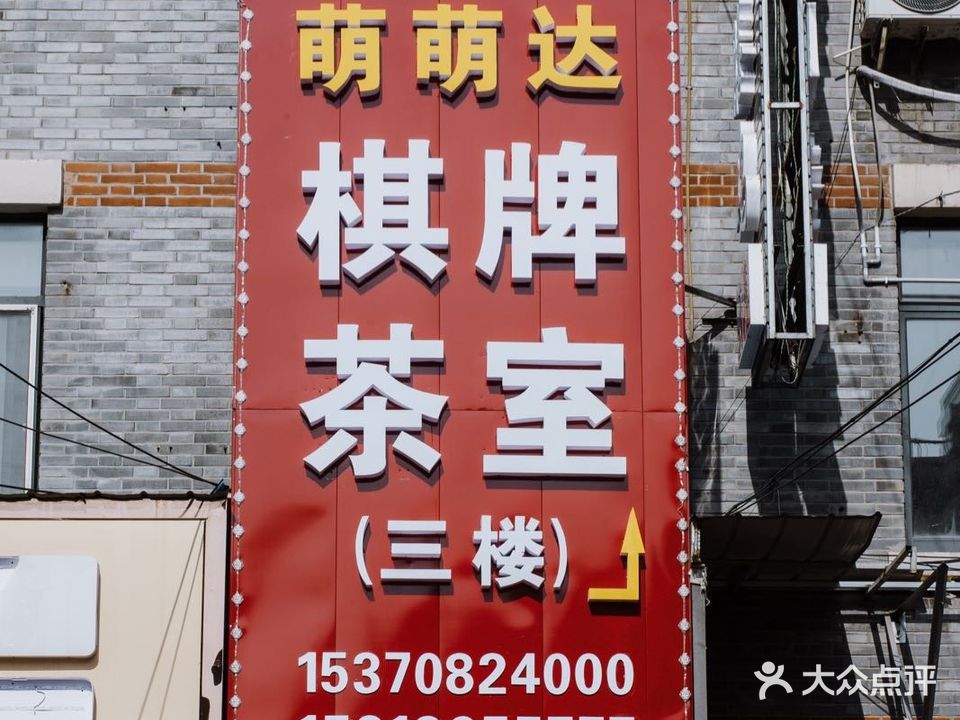 萌萌达
棋牌
茶室
(三楼)
15370824000
大众点评